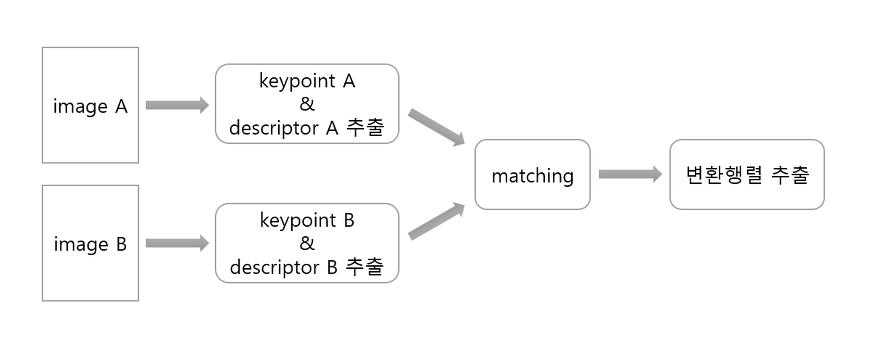 image A
keypoint A
&
descriptor A 추출
image B
keypoint B
&
descriptor B 추출
matching
변환행렬 추출